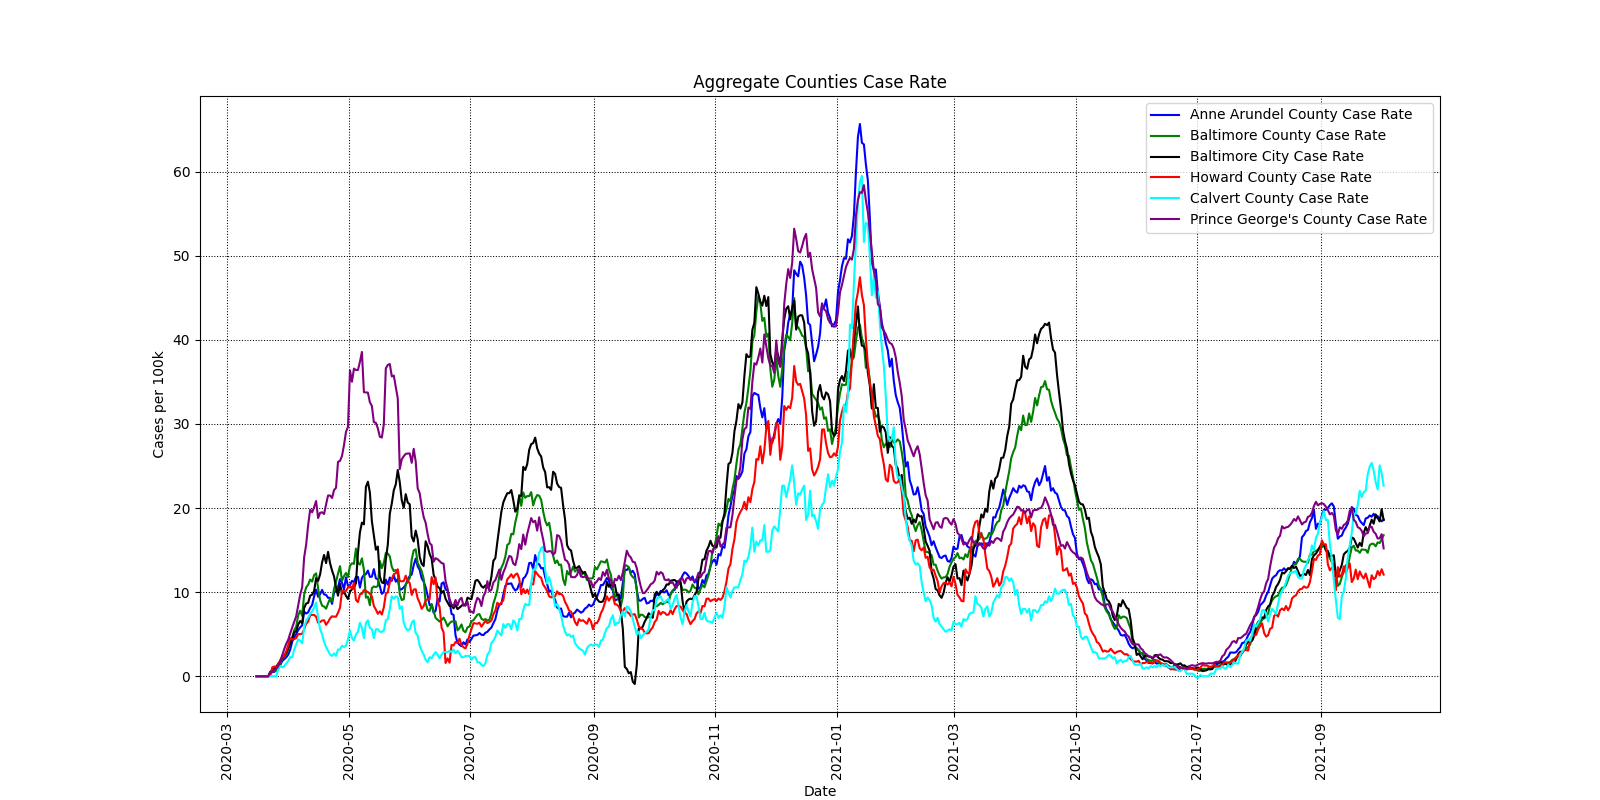 Aggregate Counties Case Rate
Anne Arundel County Case Rate
Baltimore County Case Rate
Baltimore City Case Rate
Howard County Case Rate
Calvert County Case Rate
Prince George's County Case Rate
Cases per 100k
60
50
40
30
20
10
0
2020-03
2020-05
2020-07
2020-09
2020-11
2021-01
2021-03
2021-05
2021-07
2021-09
Date